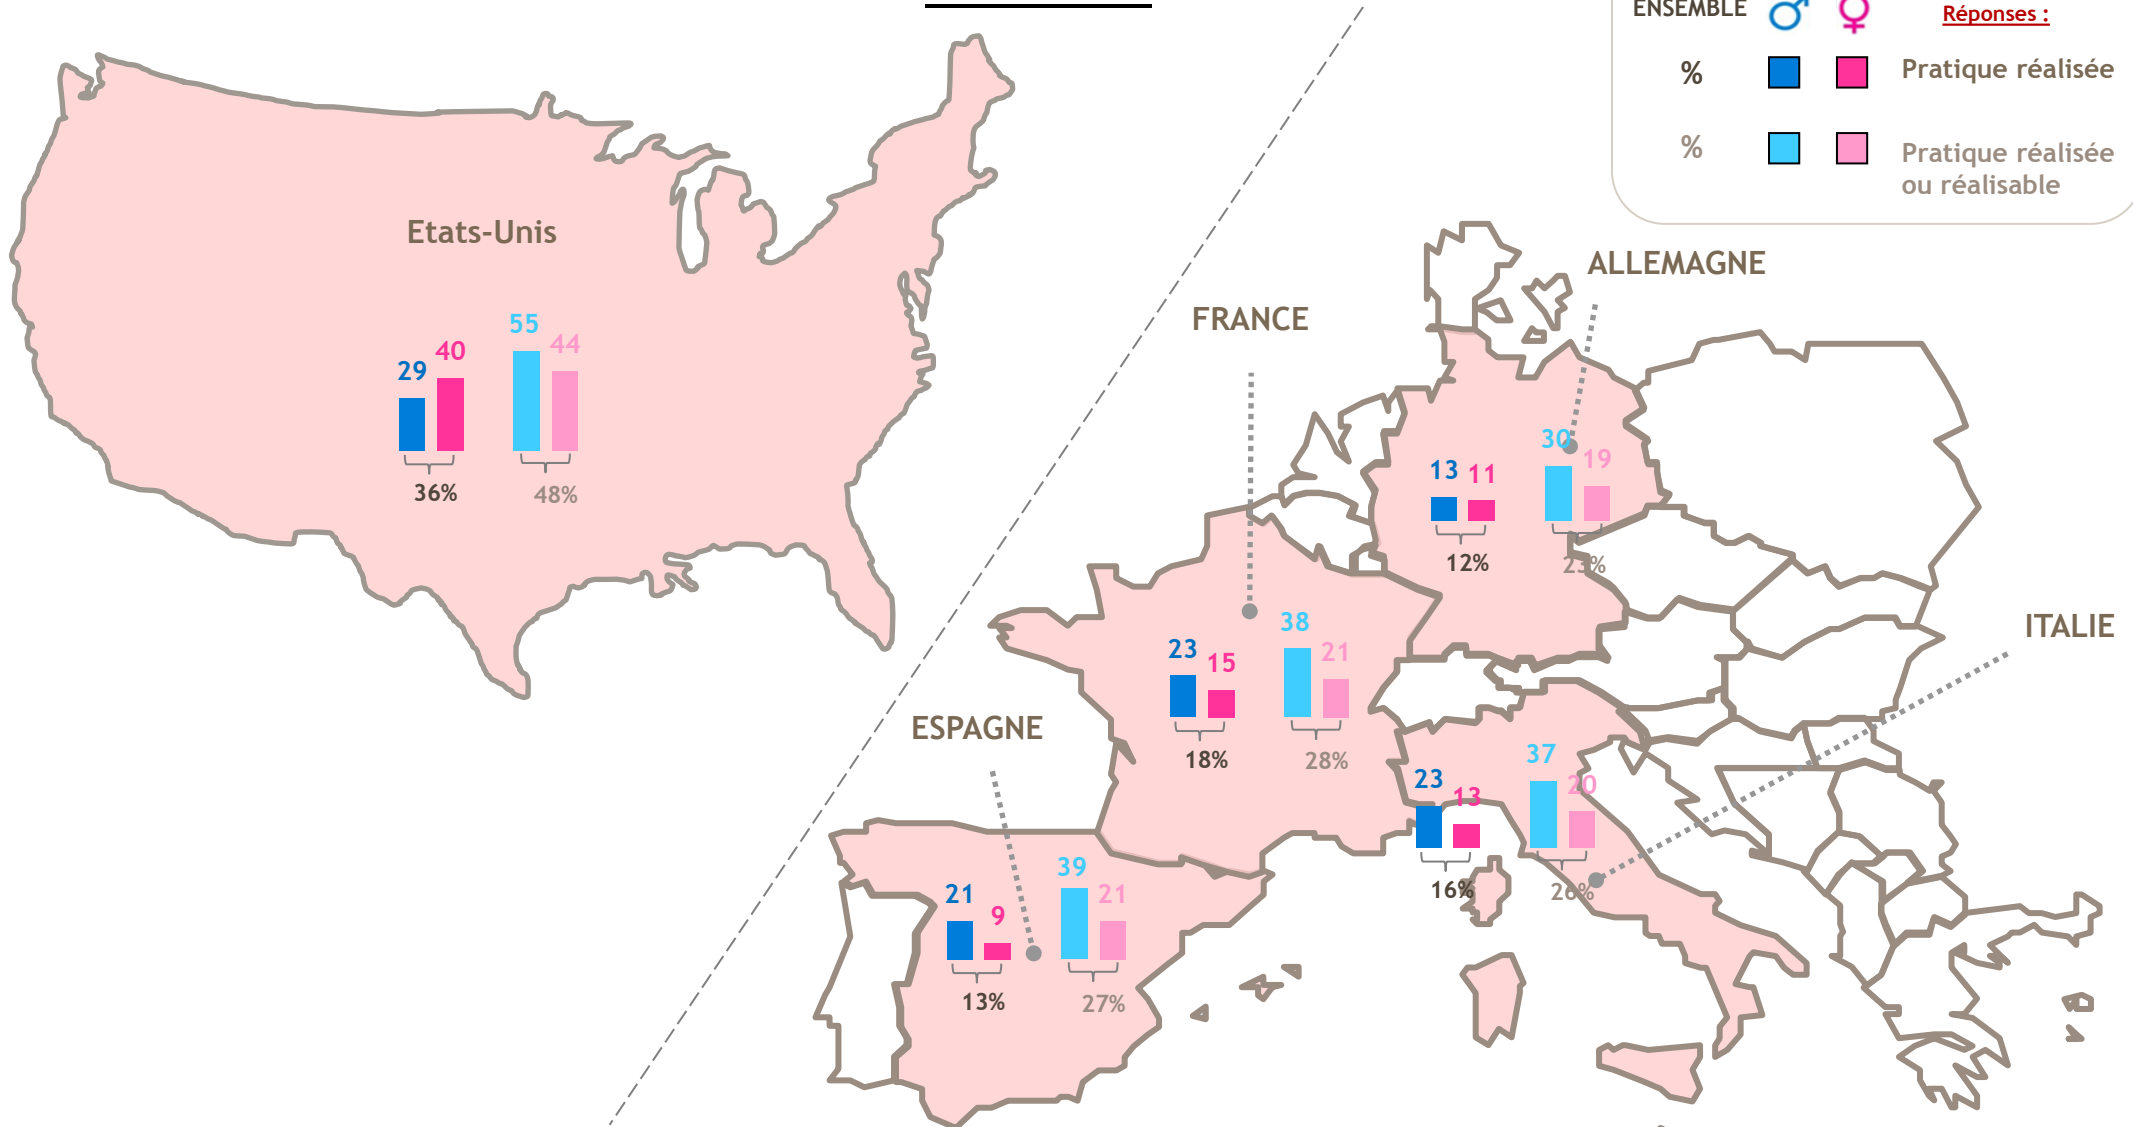 ENSEMBLE ♂ ♀ Réponses :
% Pratique réalisée
% Pratique réalisée
ou réalisable
Etats-Unis
55
44
40
29
36% 48%
ALLEMAGNE
30
19
13 11
12% 23%
FRANCE
38
21
23
15
18% 28%
ITALIE
37
20
23
13
16% 26%
ESPAGNE
39
21
21
9
13% 27%